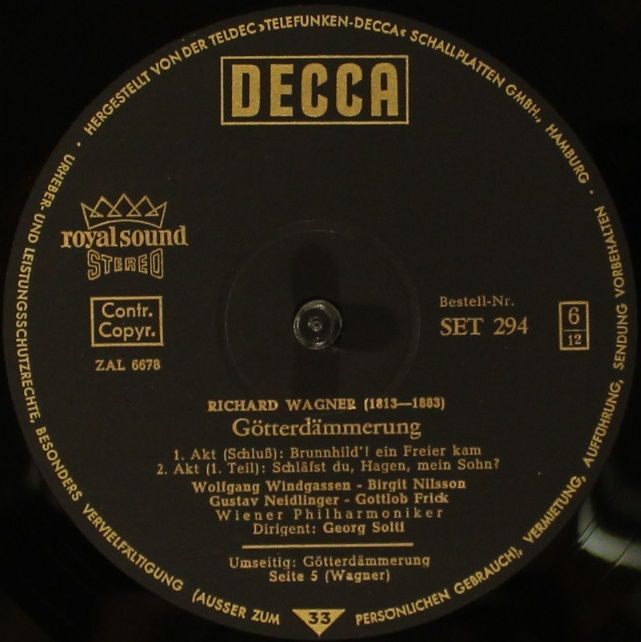 · HERGESTELLT VON DER TELDEC »TELEFUNKEN-DECCA« SCHALLPLATTEN GMBH., HAMBURG ·
URHEBER- UND LEISTUNGSSCHUTZRECHTE, BESONDERS VERVIELFÄLTIGUNG (AUSSER ZUM PERSÖNLICHEN GEBRAUCH), VERMIETUNG, AUFFÜHRUNG, SENDUNG VORBEHALTEN ·
DECCA
royal sound
STEREO
Contr.
Copyr.
ZAL 6678
Bestell-Nr.
SET 294
6
12
RICHARD WAGNER (1813—1883)
Götterdämmerung
1. Akt (Schluß): Brunnhild'! ein Freier kam
2. Akt (1. Teil): Schläfst du, Hagen, mein Sohn?
Wolfgang Windgassen - Birgit Nilsson
Gustav Neidlinger - Gottlob Frick
Wiener Philharmoniker
Dirigent: Georg Solti
Umseitig: Götterdämmerung
Seite 5 (Wagner)
33